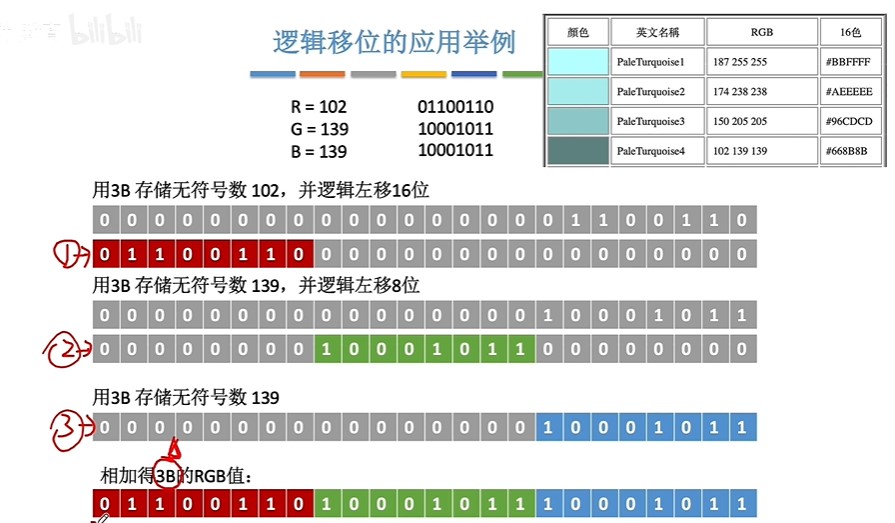 bilibili
逻辑移位的应用举例
顏色 英文名稱 RGB 16色
PaleTurquoise1 187 255 255 #BBFFFF
PaleTurquoise2 174 238 238 #AEEEEE
PaleTurquoise3 150 205 205 #96CDCD
PaleTurquoise4 102 139 139 #668B8B
R = 102 01100110
G = 139 10001011
B = 139 10001011
用3B 存储无符号数 102，并逻辑左移16位
0 0 0 0 0 0 0 0 0 0 0 0 0 0 0 0 0 1 1 0 0 1 1 0
① 0 1 1 0 0 1 1 0 0 0 0 0 0 0 0 0 0 0 0 0 0 0 0 0
用3B 存储无符号数 139，并逻辑左移8位
0 0 0 0 0 0 0 0 0 0 0 0 0 0 0 0 1 0 0 0 1 0 1 1
② 0 0 0 0 0 0 0 0 1 0 0 0 1 0 1 1 0 0 0 0 0 0 0 0
用3B 存储无符号数 139
③ 0 0 0 0 0 0 0 0 0 0 0 0 0 0 0 0 1 0 0 0 1 0 1 1
相加得3B的RGB值：
0 1 1 0 0 1 1 0 1 0 0 0 1 0 1 1 1 0 0 0 1 0 1 1